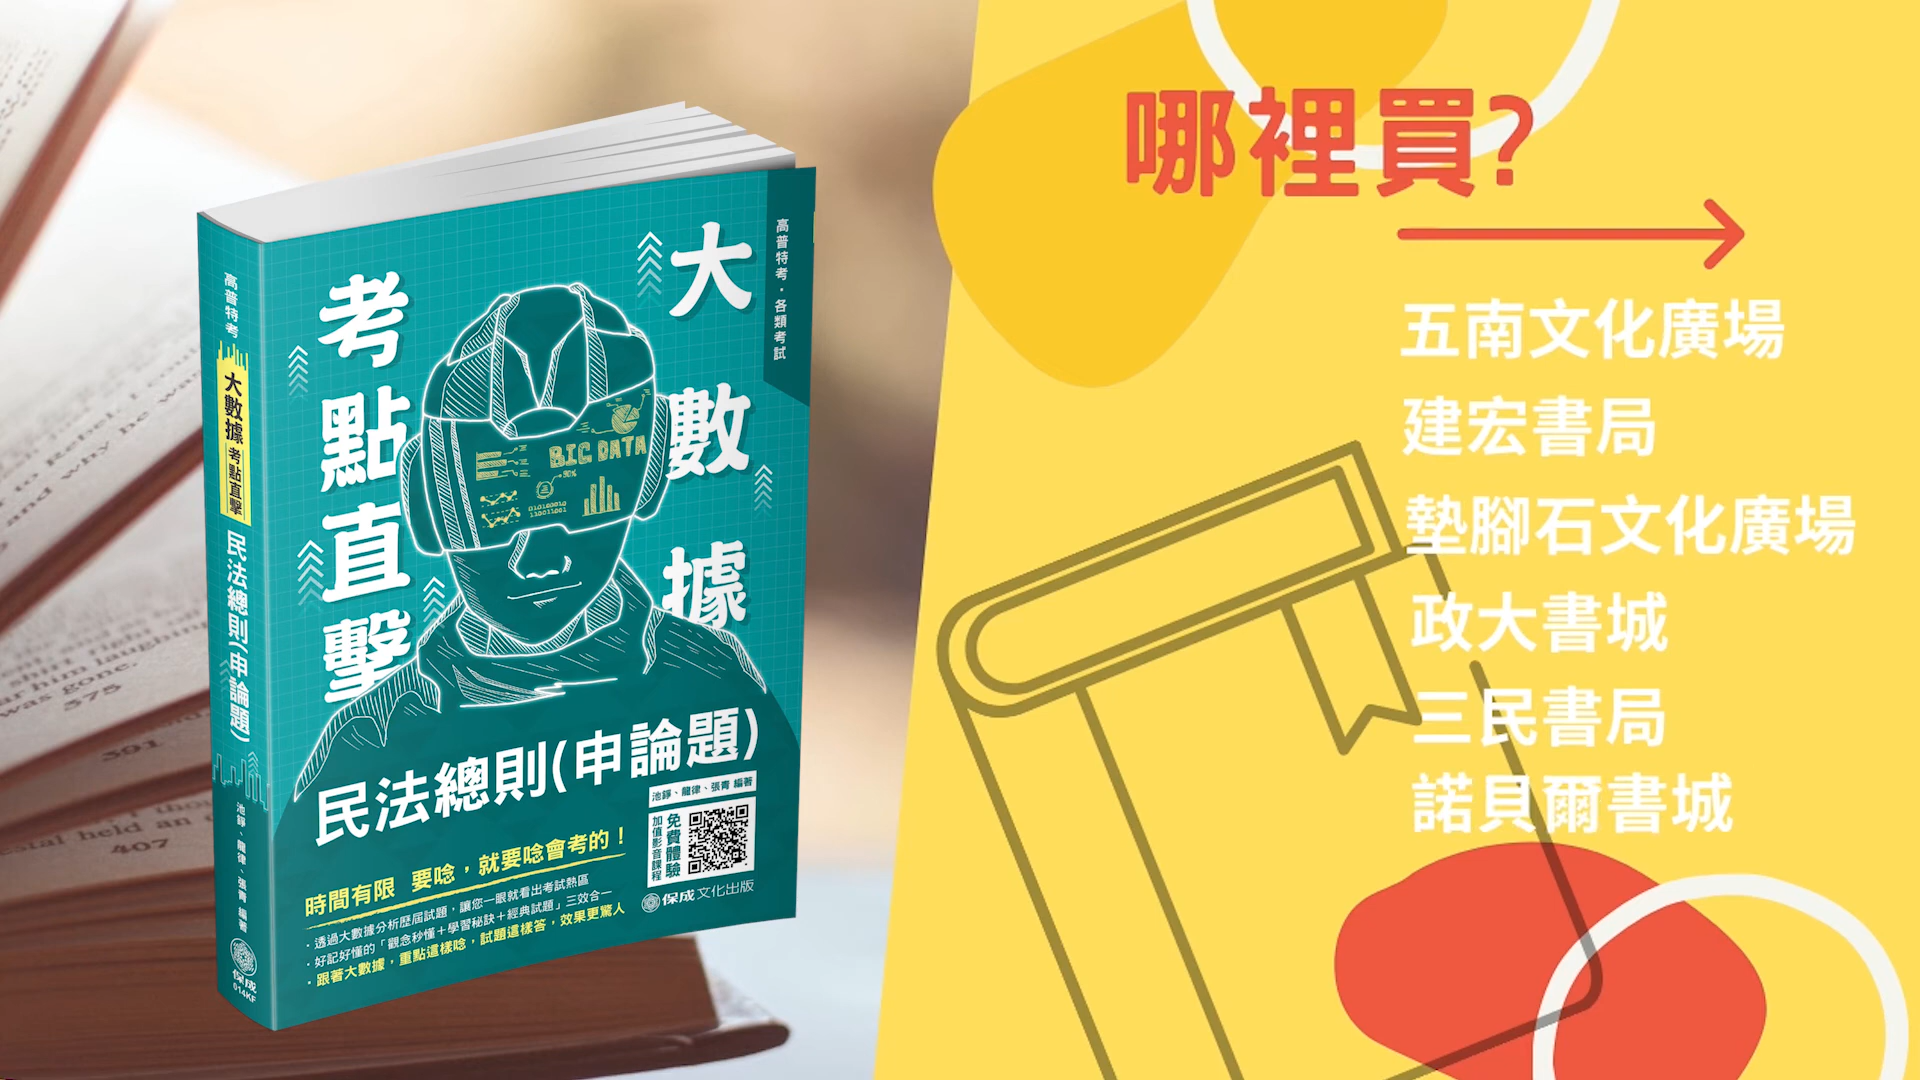 高普特考
大數據考點直擊
民法總則(申論題)
池錚、龍律、張青 編著
保成
014KF
高普特考・各類考試
大數據
考點直擊
BIG DATA
90%
民法總則(申論題)
池錚、龍律、張青 編著
免費體驗
加值影音課程
保成文化出版
時間有限 要唸，就要唸會考的！
・透過大數據分析歷屆試題，讓您一眼就看出考試熱區
・好記好懂的「觀念秒懂＋學習秘訣＋經典試題」三效合一
・跟著大數據，重點這樣唸，試題這樣答，效果更驚人
哪裡買?
五南文化廣場
建宏書局
墊腳石文化廣場
政大書城
三民書局
諾貝爾書城
375
391
407